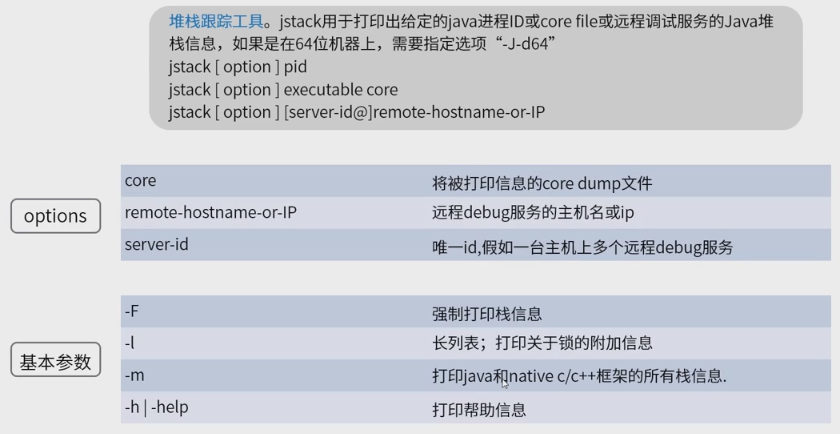 堆栈跟踪工具。jstack用于打印出给定的java进程ID或core file或远程调试服务的Java堆
栈信息，如果是在64位机器上，需要指定选项“-J-d64”
jstack [ option ] pid
jstack [ option ] executable core
jstack [ option ] [server-id@]remote-hostname-or-IP
options
core 将被打印信息的core dump文件
remote-hostname-or-IP 远程debug服务的主机名或ip
server-id 唯一id,假如一台主机上多个远程debug服务
基本参数
-F 强制打印栈信息
-l 长列表；打印关于锁的附加信息
-m 打印java和native c/c++框架的所有栈信息.
-h | -help 打印帮助信息